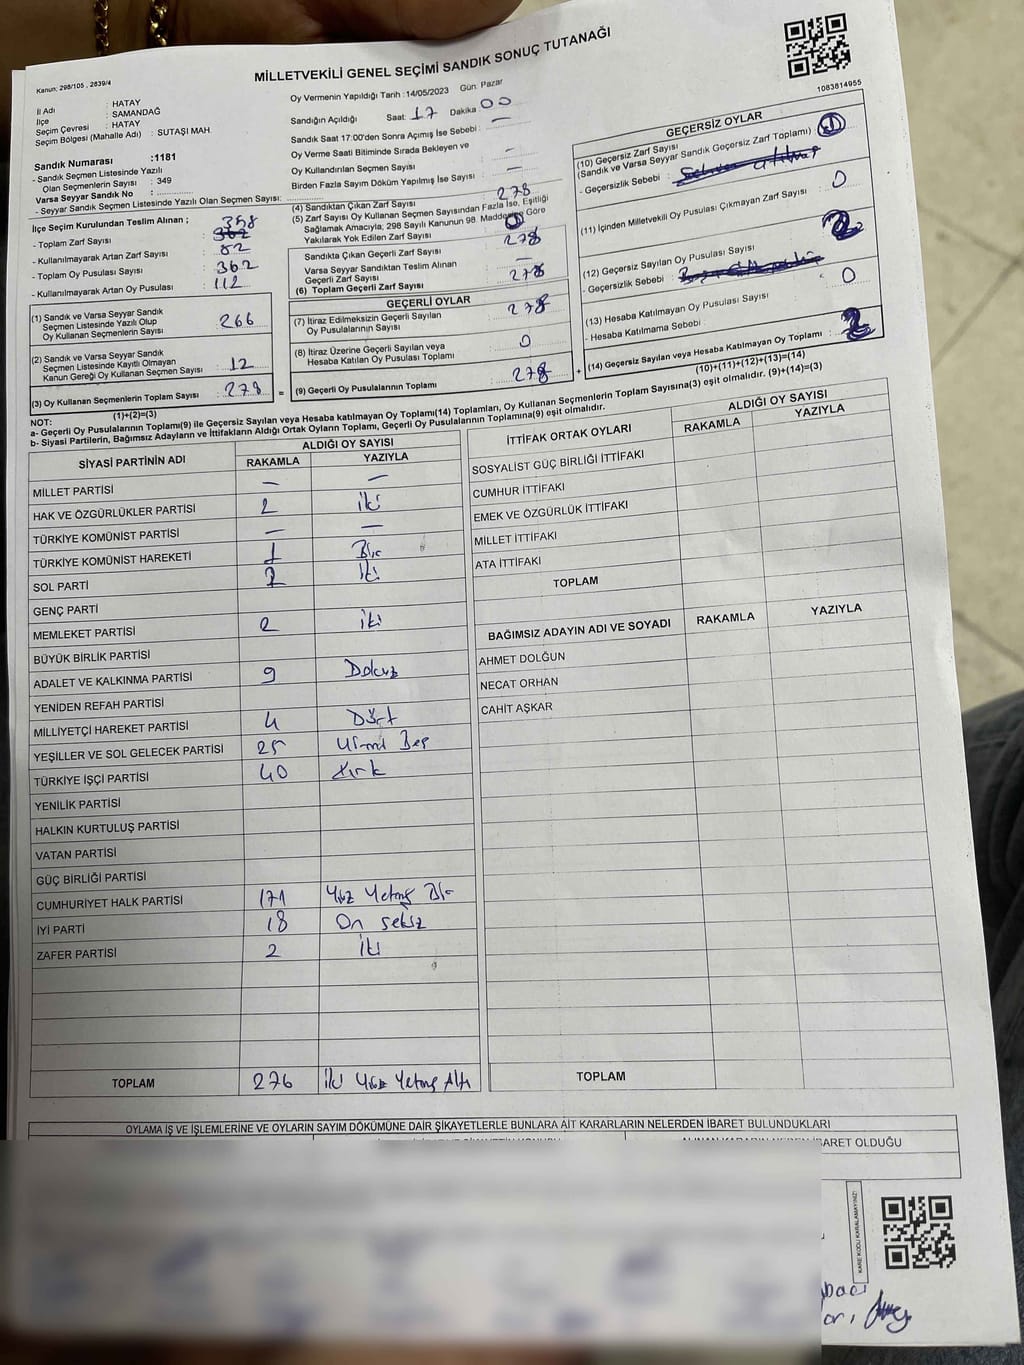 MİLLETVEKİLİ GENEL SEÇİMİ SANDIK SONUÇ TUTANAĞI
Kanun: 298/105 , 2839/4
1083814955
İl Adı : HATAY
İlçe : SAMANDAĞ
Seçim Çevresi : HATAY
Seçim Bölgesi (Mahalle Adı) : SUTAŞI MAH.
Sandık Numarası :1181
- Sandık Seçmen Listesinde Yazılı
Olan Seçmenlerin Sayısı : 349
Varsa Seyyar Sandık No :
- Seyyar Sandık Seçmen Listesinde Yazılı Olan Seçmen Sayısı:
İlçe Seçim Kurulundan Teslim Alınan ;
- Toplam Zarf Sayısı : 358
- Kullanılmayarak Artan Zarf Sayısı : 82
- Toplam Oy Pusulası Sayısı : 362
- Kullanılmayarak Artan Oy Pusulası : 112
(1) Sandık ve Varsa Seyyar Sandık
Seçmen Listesinde Yazılı Olup
Oy Kullanan Seçmenlerin Sayısı : 266
(2) Sandık ve Varsa Seyyar Sandık
Seçmen Listesinde Kayıtlı Olmayan
Kanun Gereği Oy Kullanan Seçmen Sayısı : 12
(3) Oy Kullanan Seçmenlerin Toplam Sayısı : 278 =
(1)+(2)=(3)
Oy Vermenin Yapıldığı Tarih : 14/05/2023 Gün: Pazar
Sandığın Açıldığı Saat: 17 Dakika 00
Sandık Saat 17:00'den Sonra Açımış İse Sebebi : —
Oy Verme Saati Bitiminde Sırada Bekleyen ve
Oy Kullandırılan Seçmen Sayısı : -
Birden Fazla Sayım Döküm Yapılmış İse Sayısı : —
(4) Sandıktan Çıkan Zarf Sayısı : 278
(5) Zarf Sayısı Oy Kullanan Seçmen Sayısından Fazla İse, Eşitliği
Sağlamak Amacıyla; 298 Sayılı Kanunun 98. Maddesine Göre
Yakılarak Yok Edilen Zarf Sayısı : 0
Sandıkta Çıkan Geçerli Zarf Sayısı : 278
Varsa Seyyar Sandıktan Teslim Alınan
Geçerli Zarf Sayısı : —
(6) Toplam Geçerli Zarf Sayısı : 278
GEÇERLİ OYLAR
(7) İtiraz Edilmeksizin Geçerli Sayılan
Oy Pusulalarının Sayısı : 278
(8) İtiraz Üzerine Geçerli Sayılan veya
Hesaba Katılan Oy Pusulası Toplamı : 0
(9) Geçerli Oy Pusulalarının Toplamı : 278 +
GEÇERSİZ OYLAR
(10) Geçersiz Zarf Sayısı
(Sandık ve Varsa Seyyar Sandık Geçersiz Zarf Toplamı) :
- Geçersizlik Sebebi :
(11) İçinden Milletvekili Oy Pusulası Çıkmayan Zarf Sayısı : 0
(12) Geçersiz Sayılan Oy Pusulası Sayısı : 2
- Geçersizlik Sebebi :
(13) Hesaba Katılmayan Oy Pusulası Sayısı : 0
- Hesaba Katılmama Sebebi :
(14) Geçersiz Sayılan veya Hesaba Katılmayan Oy Toplamı : 2
(10)+(11)+(12)+(13)=(14)
NOT:
a- Geçerli Oy Pusulalarının Toplamı(9) ile Geçersiz Sayılan veya Hesaba katılmayan Oy Toplamı(14) Toplamları, Oy Kullanan Seçmenlerin Toplam Sayısına(3) eşit olmalıdır. (9)+(14)=(3)
b- Siyasi Partilerin, Bağımsız Adayların ve İttifakların Aldığı Ortak Oyların Toplamı, Geçerli Oy Pusulalarının Toplamına(9) eşit olmalıdır.
SİYASİ PARTİNİN ADI ALDIĞI OY SAYISI
RAKAMLA YAZIYLA
MİLLET PARTİSİ — —
HAK VE ÖZGÜRLÜKLER PARTİSİ 2 iki
TÜRKİYE KOMÜNİST PARTİSİ — —
TÜRKİYE KOMÜNİST HAREKETİ 1 Bir
SOL PARTİ 2 iki
GENÇ PARTİ
MEMLEKET PARTİSİ 2 iki
BÜYÜK BİRLİK PARTİSİ
ADALET VE KALKINMA PARTİSİ 9 Dokuz
YENİDEN REFAH PARTİSİ
MİLLİYETÇİ HAREKET PARTİSİ 4 Dört
YEŞİLLER VE SOL GELECEK PARTİSİ 25 Yirmi Beş
TÜRKİYE İŞÇİ PARTİSİ 40 Kırk
YENİLİK PARTİSİ
HALKIN KURTULUŞ PARTİSİ
VATAN PARTİSİ
GÜÇ BİRLİĞİ PARTİSİ
CUMHURİYET HALK PARTİSİ 171 Yüz Yetmiş Bir
İYİ PARTİ 18 On sekiz
ZAFER PARTİSİ 2 iki
TOPLAM 276 İki Yüz Yetmiş Altı
İTTİFAK ORTAK OYLARI ALDIĞI OY SAYISI
RAKAMLA YAZIYLA
SOSYALİST GÜÇ BİRLİĞİ İTTİFAKI
CUMHUR İTTİFAKI
EMEK VE ÖZGÜRLÜK İTTİFAKI
MİLLET İTTİFAKI
ATA İTTİFAKI
TOPLAM
BAĞIMSIZ ADAYIN ADI VE SOYADI RAKAMLA YAZIYLA
AHMET DOLĞUN
NECAT ORHAN
CAHİT AŞKAR
TOPLAM
OYLAMA İŞ VE İŞLEMLERİNE VE OYLARIN SAYIM DÖKÜMÜNE DAİR ŞİKAYETLERLE BUNLARA AİT KARARLARIN NELERDEN İBARET BULUNDUKLARI
İBARET OLDUĞU
KARE KODU KARALAMAYINIZ!